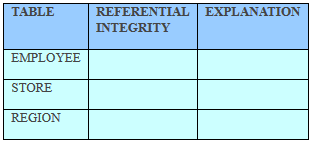 TABLE REFERENTIAL EXPLANATION
INTEGRITY
EMPLOYEE
STORE
REGION